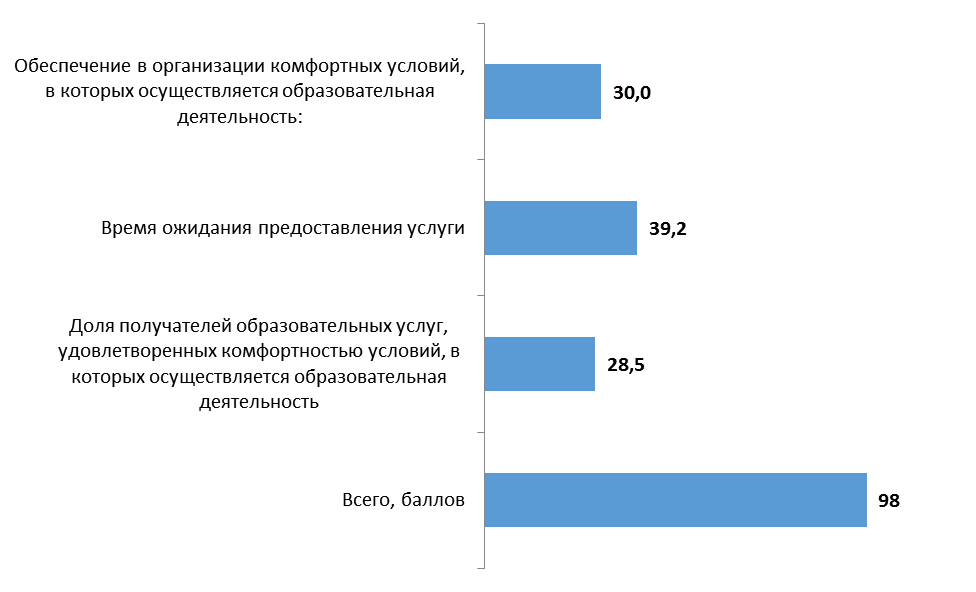 Обеспечение в организации комфортных условий,
в которых осуществляется образовательная
деятельность:
30,0
Время ожидания предоставления услуги
39,2
Доля получателей образовательных услуг,
удовлетворенных комфортностью условий, в
которых осуществляется образовательная
деятельность
28,5
Всего, баллов
98